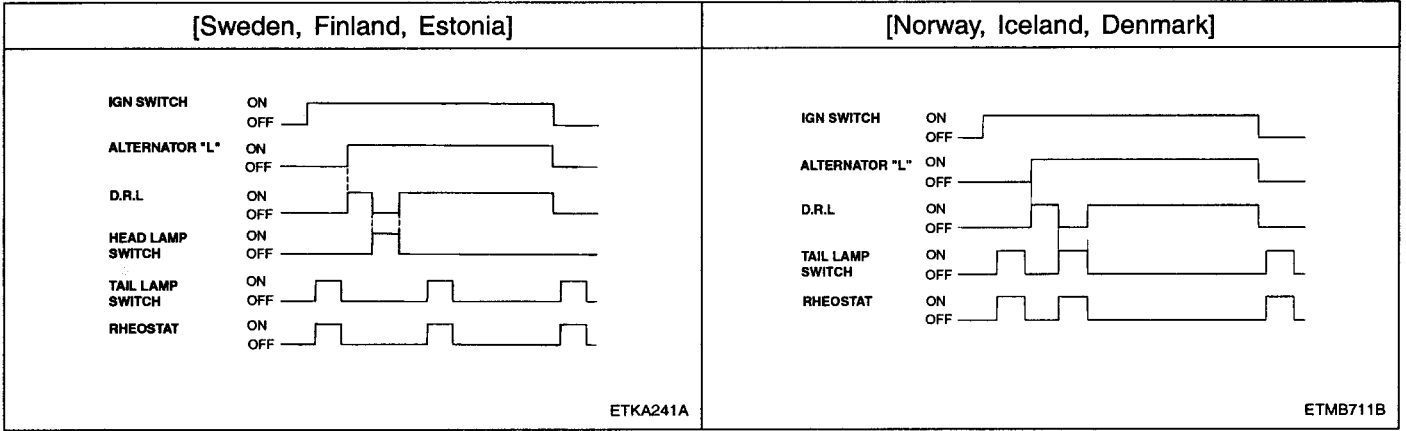 [Sweden, Finland, Estonia]
IGN SWITCH ON
OFF
ALTERNATOR "L" ON
OFF
D.R.L ON
OFF
HEAD LAMP ON
SWITCH OFF
TAIL LAMP ON
SWITCH OFF
RHEOSTAT ON
OFF
ETKA241A
[Norway, Iceland, Denmark]
IGN SWITCH ON
OFF
ALTERNATOR "L" ON
OFF
D.R.L ON
OFF
TAIL LAMP ON
SWITCH OFF
RHEOSTAT ON
OFF
ETMB711B